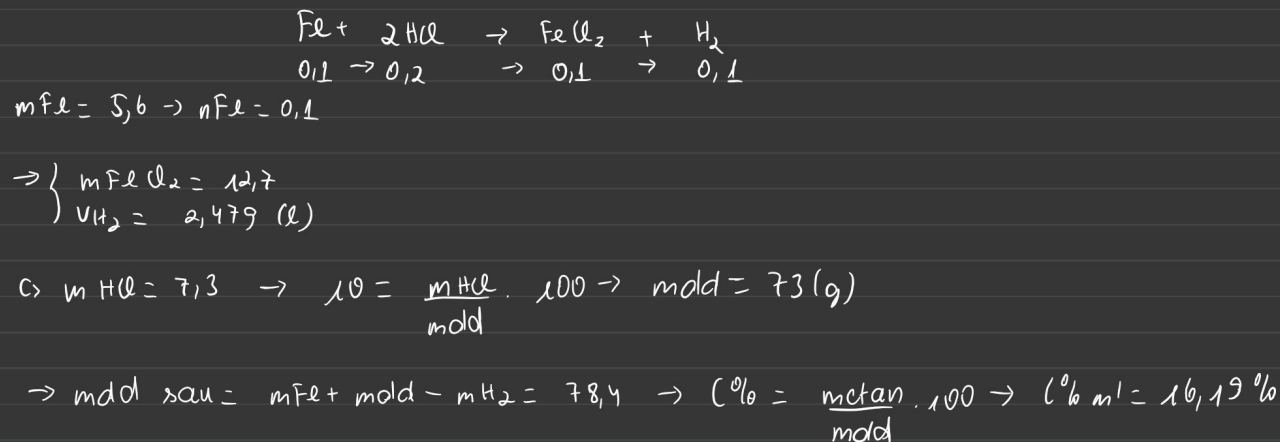 Fe + 2HCl → FeCl₂ + H₂
0,1 → 0,2 → 0,1 → 0,1
mFe = 5,6 → nFe = 0,1
→ { mFeCl₂ = 12,7
VH₂ = 2,479 (l)
c> mHCl = 7,3 → 10 = mHCl/mdd . 100 → mdd = 73(g)
→ mdd sau = mFe + mdd - mH₂ = 78,4 → C% = mctan/mdd . 100 → C% m' = 16,19%